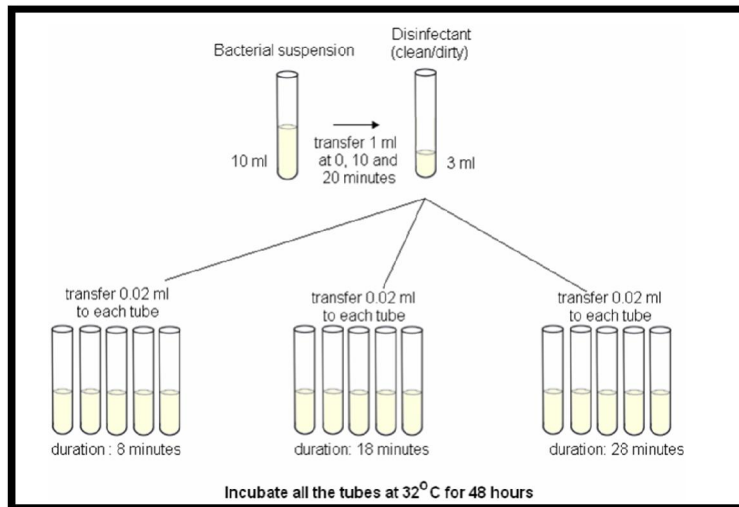 Bacterial suspension
Disinfectant
(clean/dirty)
transfer 1 ml
at 0, 10 and
20 minutes
10 ml
3 ml
transfer 0.02 ml
to each tube
transfer 0.02 ml
to each tube
transfer 0.02 ml
to each tube
duration : 8 minutes
duration: 18 minutes
duration: 28 minutes
Incubate all the tubes at 32⁰ C for 48 hours